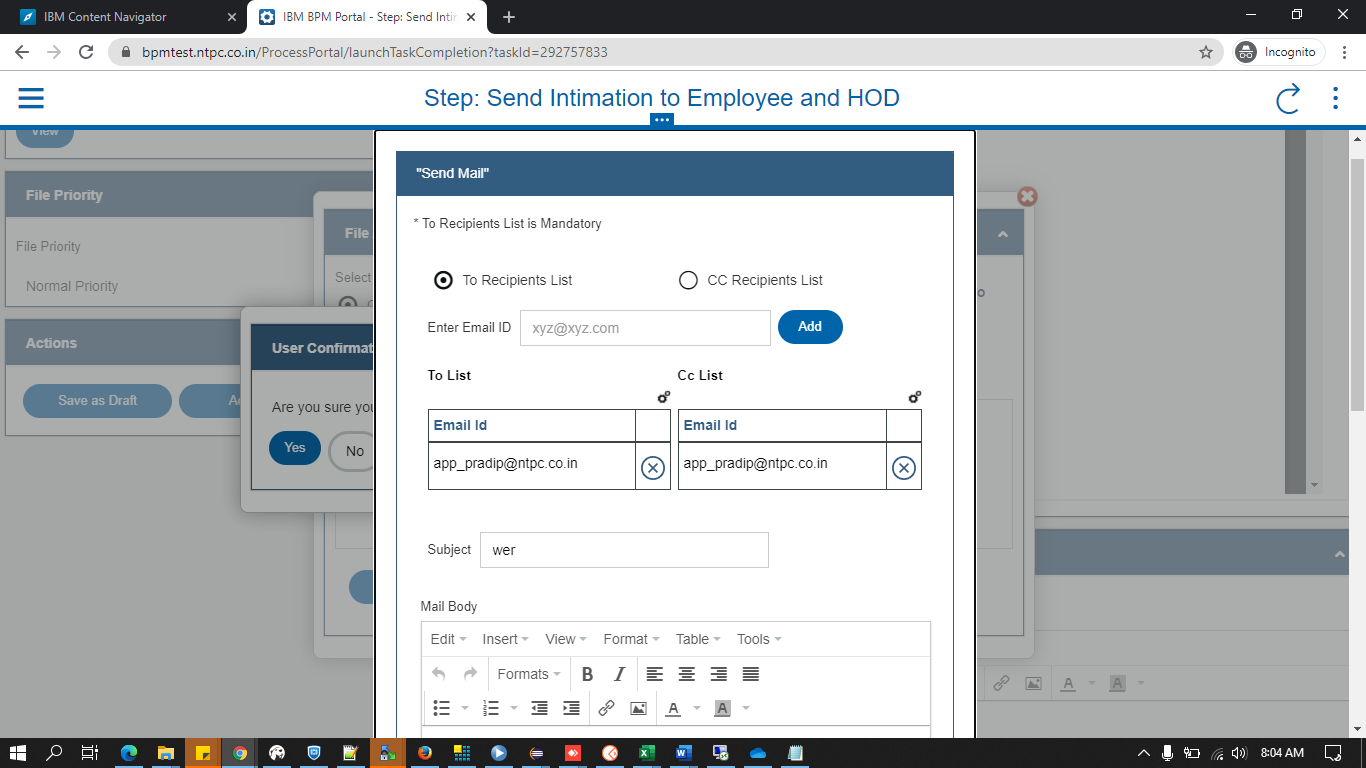 IBM Content Navigator
IBM BPM Portal - Step: Send Intin
bpmtest.ntpc.co.in/ProcessPortal/launchTaskCompletion?taskId=292757833
Incognito
Step: Send Intimation to Employee and HOD
View
"Send Mail"
File Priority
* To Recipients List is Mandatory
File
File Priority
Select
To Recipients List
CC Recipients List
Normal Priority
Enter Email ID
xyz@xyz.com
Add
Actions
User Confirmat
To List
Cc List
Save as Draft
Are you sure you
Email Id
Email Id
Yes
No
app_pradip@ntpc.co.in
app_pradip@ntpc.co.in
Subject
wer
Mail Body
Edit
Insert
View
Format
Table
Tools
Formats
B
I
A
A
A
A
8:04 AM